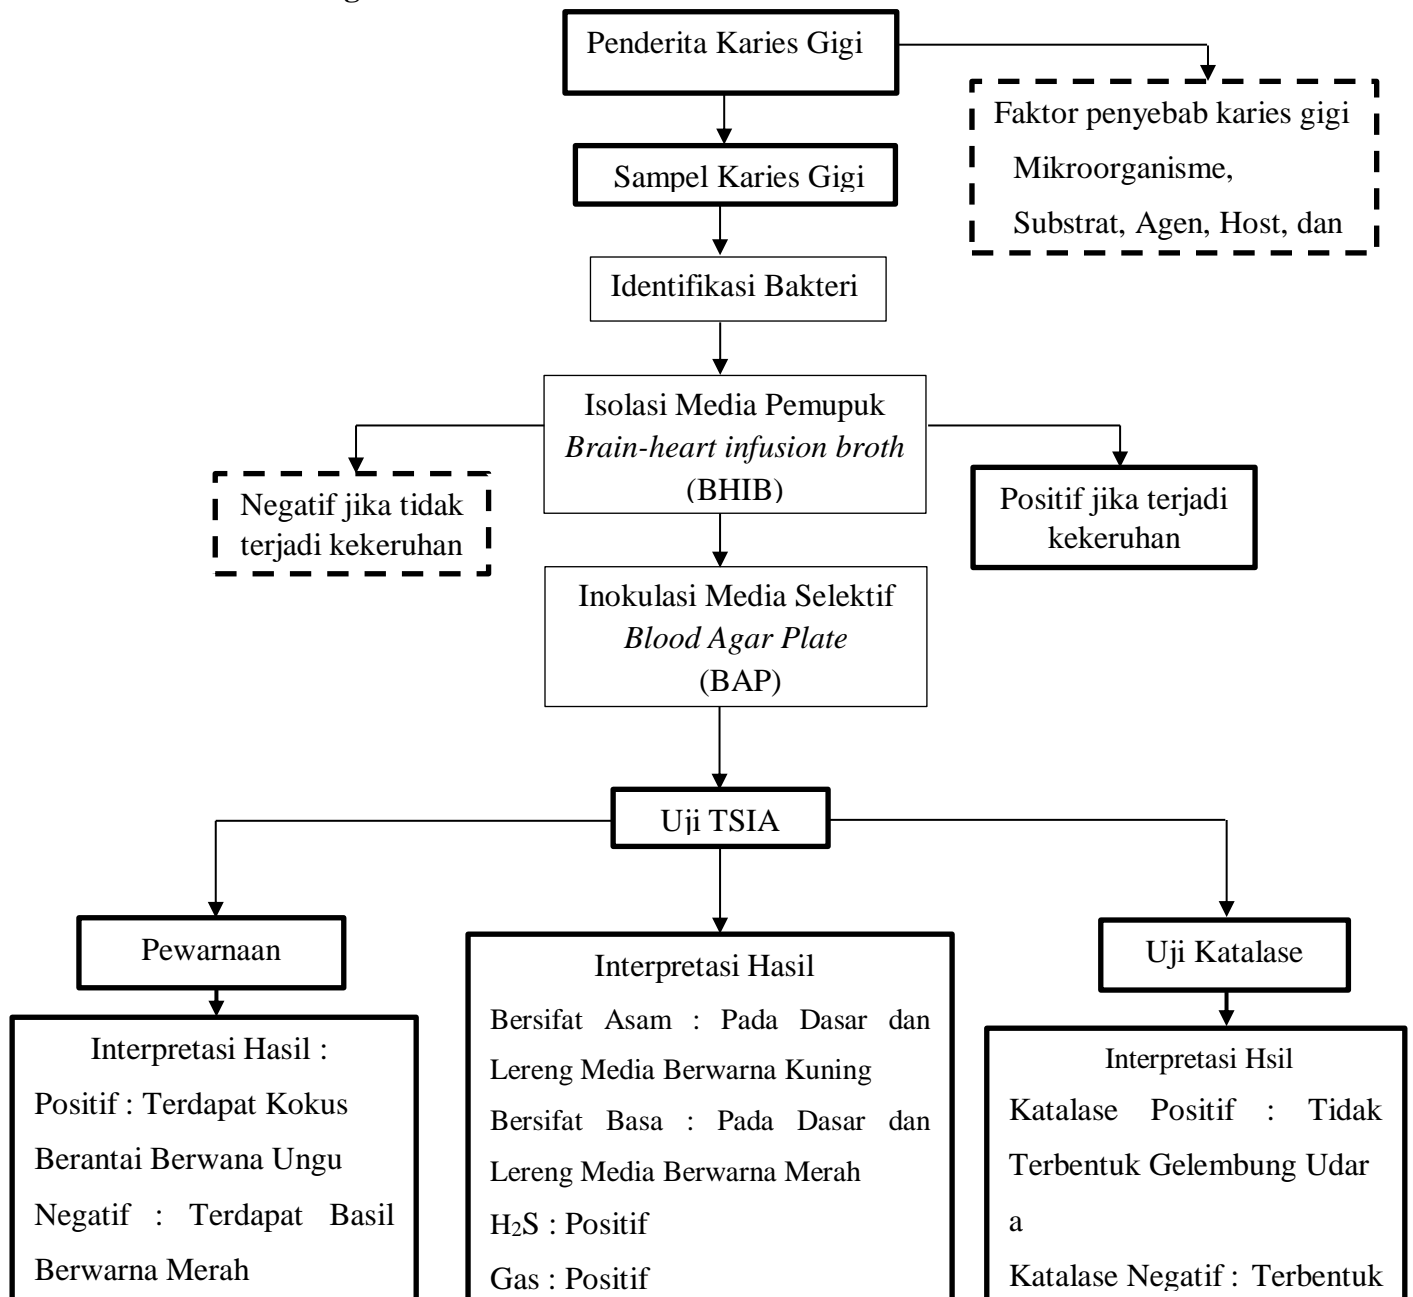 Penderita Karies Gigi
Faktor penyebab karies gigi
Mikroorganisme,
Substrat, Agen, Host, dan
Sampel Karies Gigi
Identifikasi Bakteri
Isolasi Media Pemupuk
Brain-heart infusion broth
(BHIB)
Negatif jika tidak
terjadi kekeruhan
Positif jika terjadi
kekeruhan
Inokulasi Media Selektif
Blood Agar Plate
(BAP)
Uji TSIA
Pewarnaan
Interpretasi Hasil :
Positif : Terdapat Kokus
Berantai Berwana Ungu
Negatif : Terdapat Basil
Berwarna Merah
Interpretasi Hasil
Bersifat Asam : Pada Dasar dan
Lereng Media Berwarna Kuning
Bersifat Basa : Pada Dasar dan
Lereng Media Berwarna Merah
H₂S : Positif
Gas : Positif
Uji Katalase
Interpretasi Hsil
Katalase Positif : Tidak
Terbentuk Gelembung Udar
a
Katalase Negatif : Terbentuk